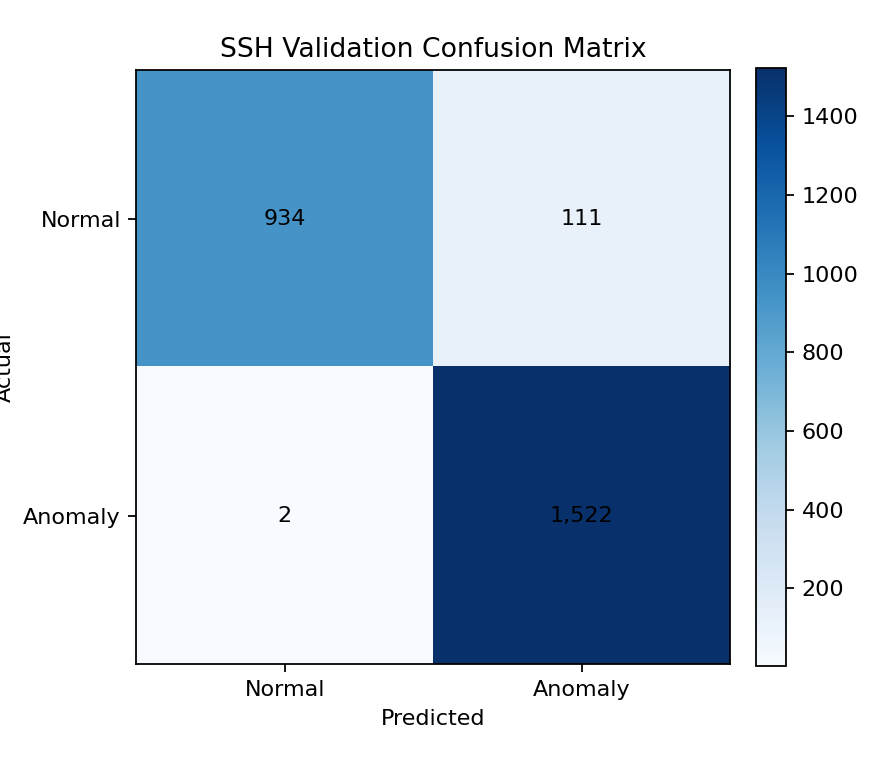 SSH Validation Confusion Matrix
Normal
934
111
Actual
Anomaly
2
1,522
Normal
Anomaly
Predicted
1400
1200
1000
800
600
400
200